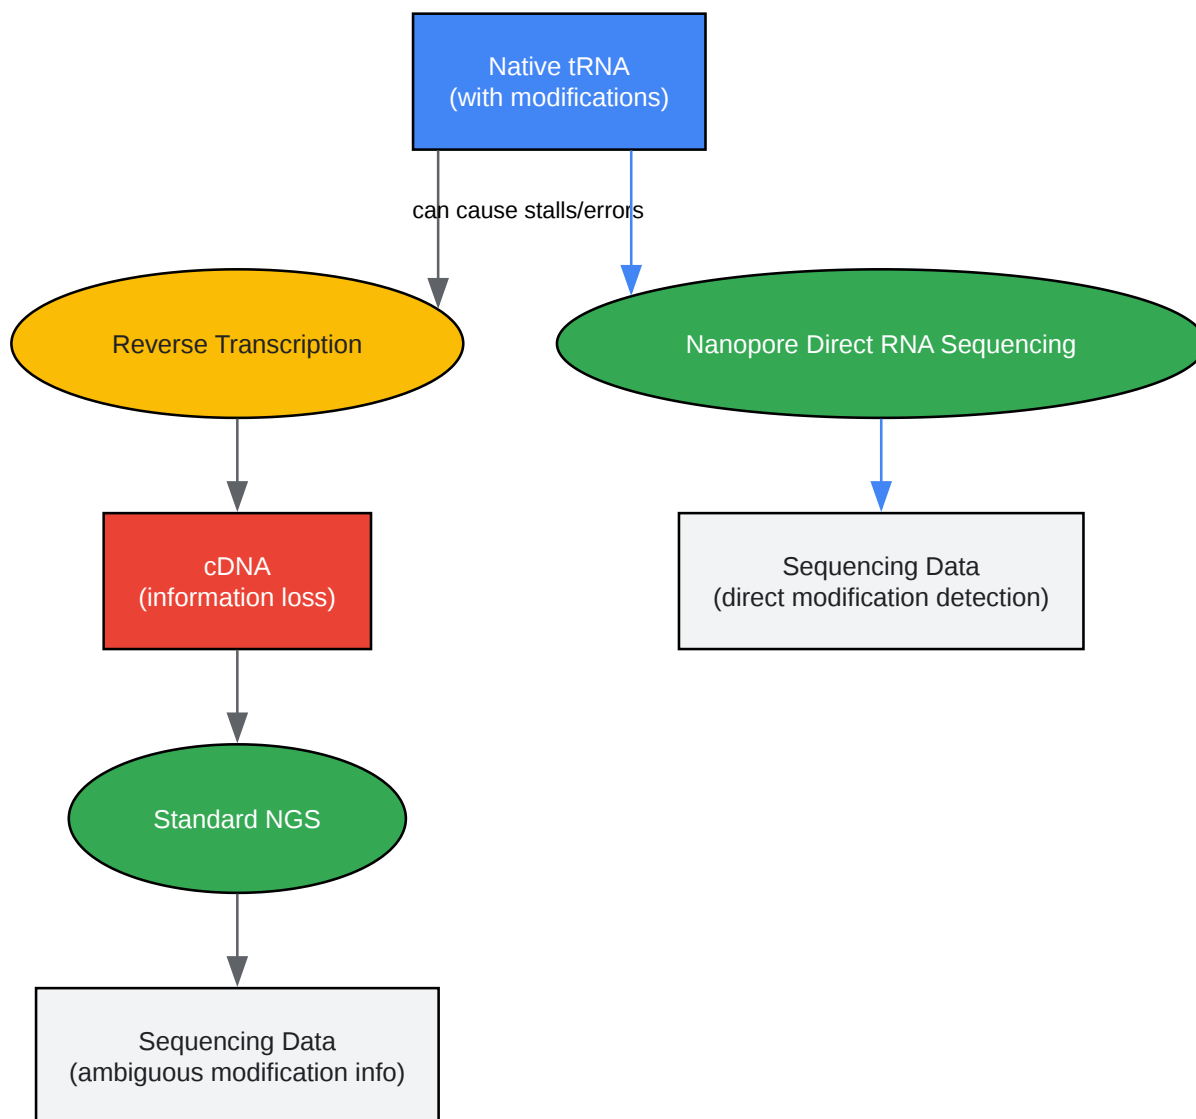 Native tRNA
(with modifications)
can cause stalls/errors
Reverse Transcription
Nanopore Direct RNA Sequencing
cDNA
(information loss)
Sequencing Data
(direct modification detection)
Standard NGS
Sequencing Data
(ambiguous modification info)